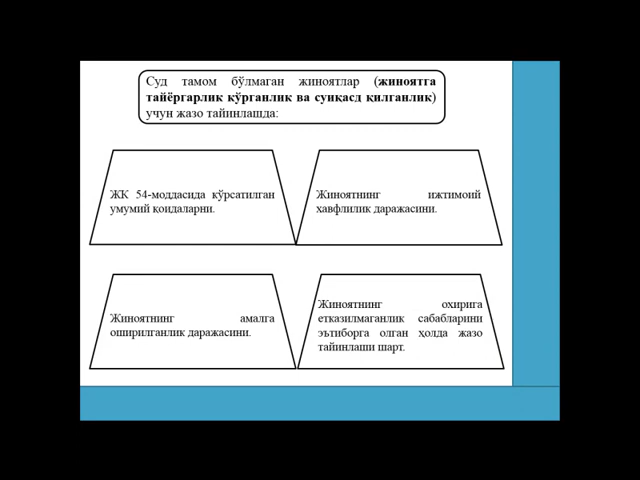 Суд тамом бўлмаган жиноятлар (жиноятга
тайёргарлик кўрганлик ва суиқасд қилганлик)
учун жазо тайинлашда:
ЖК 54-моддасида кўрсатилган
умумий қоидаларни.
Жиноятнинг ижтимоий
хавфлилик даражасини.
Жиноятнинг амалга
оширилганлик даражасини.
Жиноятнинг охирига
етказилмаганлик сабабларини
эътиборга олган ҳолда жазо
тайинлаши шарт.